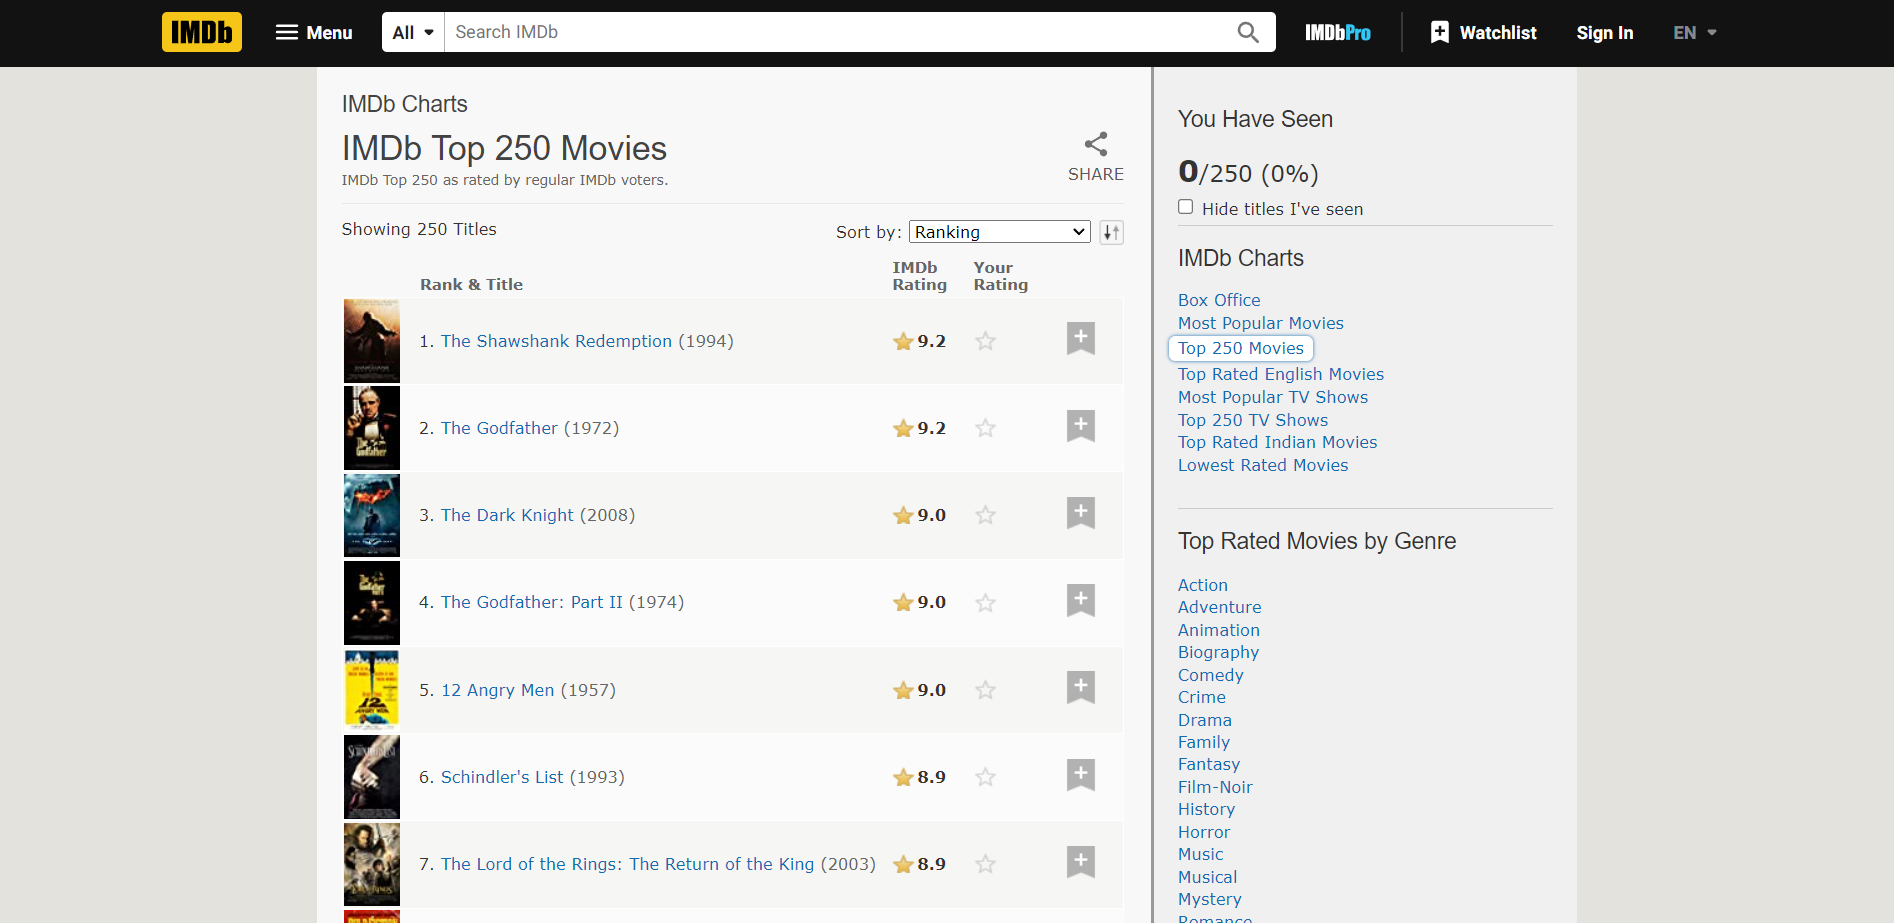 IMDb
Menu
All
Search IMDb
IMDbPro
Watchlist
Sign In
EN
IMDb Charts
IMDb Top 250 Movies
IMDb Top 250 as rated by regular IMDb voters.
SHARE
Showing 250 Titles
Sort by: Ranking
Rank & Title
IMDb Rating
Your Rating
1. The Shawshank Redemption (1994) 9.2
2. The Godfather (1972) 9.2
3. The Dark Knight (2008) 9.0
4. The Godfather: Part II (1974) 9.0
5. 12 Angry Men (1957) 9.0
6. Schindler's List (1993) 8.9
7. The Lord of the Rings: The Return of the King (2003) 8.9
You Have Seen
0/250 (0%)
Hide titles I've seen
IMDb Charts
Box Office
Most Popular Movies
Top 250 Movies
Top Rated English Movies
Most Popular TV Shows
Top 250 TV Shows
Top Rated Indian Movies
Lowest Rated Movies
Top Rated Movies by Genre
Action
Adventure
Animation
Biography
Comedy
Crime
Drama
Family
Fantasy
Film-Noir
History
Horror
Music
Musical
Mystery
Romance